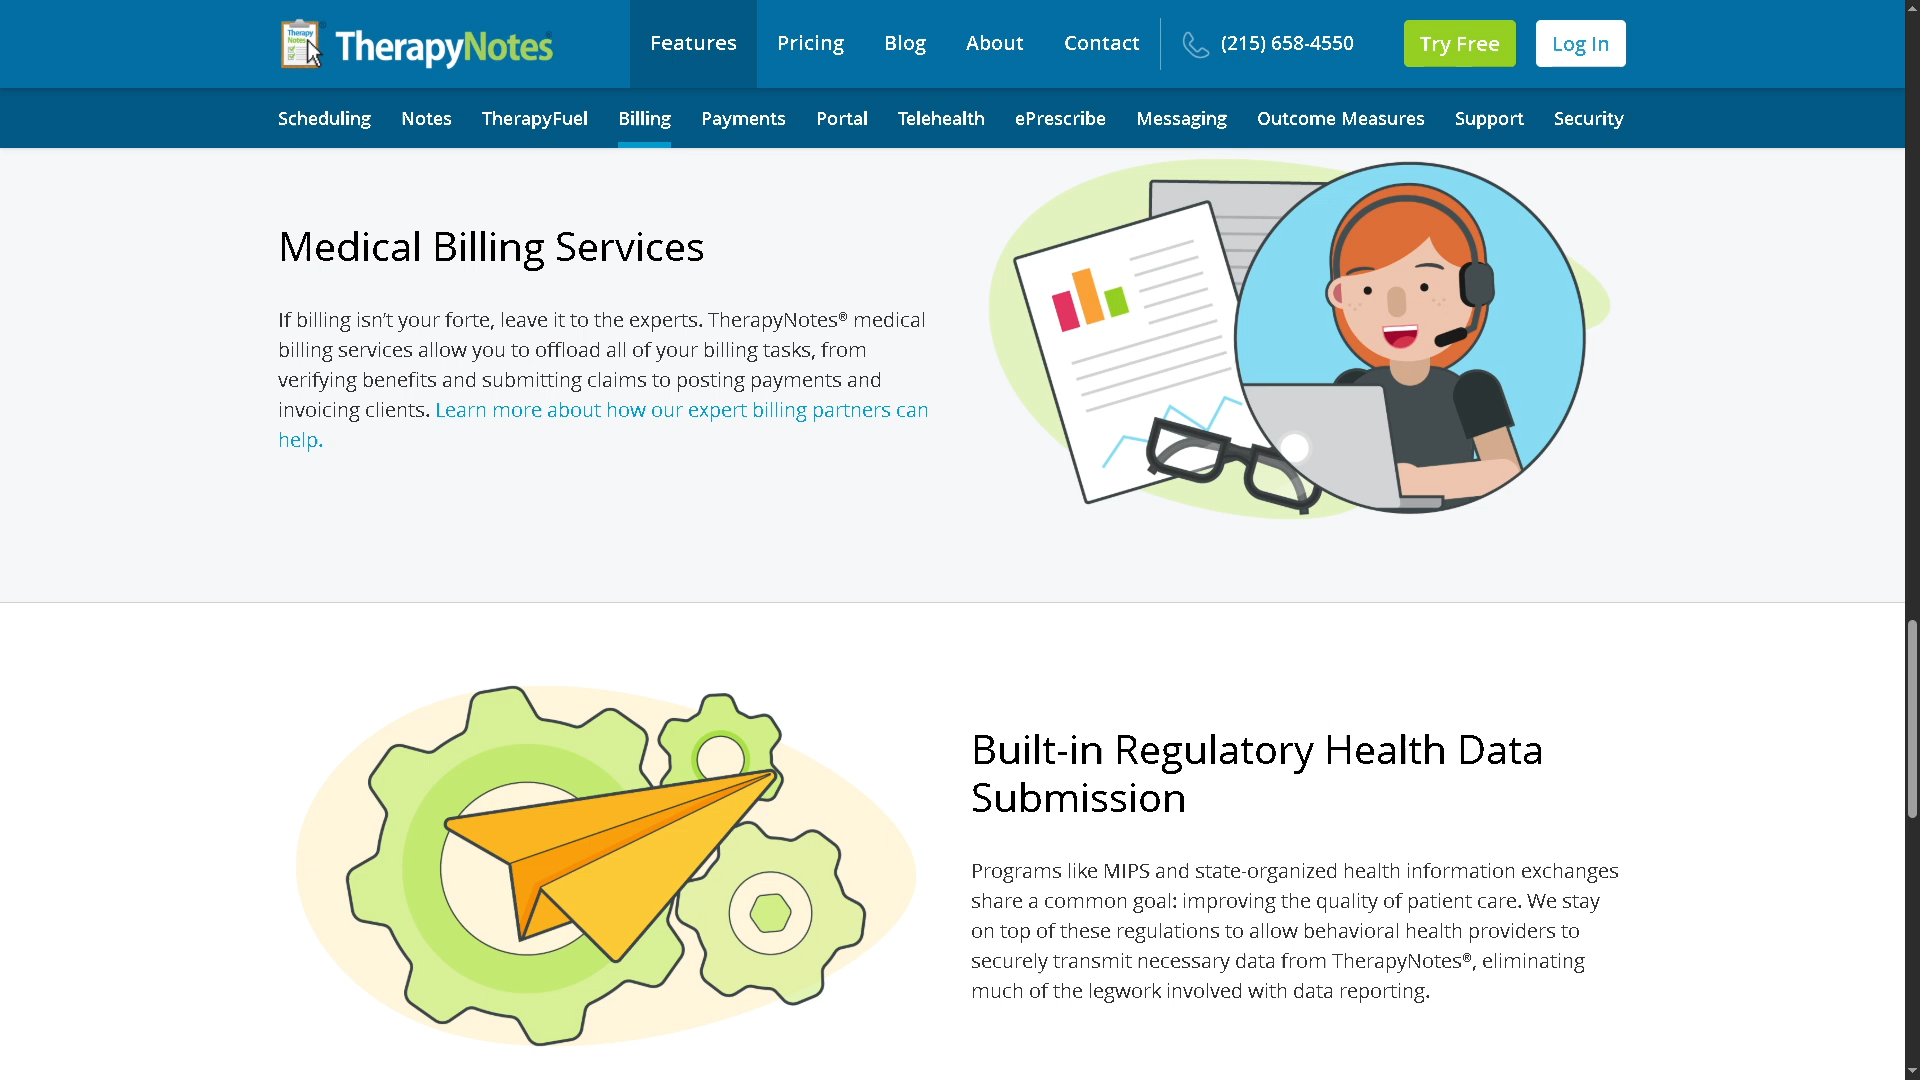 Therapy
Notes
TherapyNotes
Features Pricing Blog About Contact (215) 658-4550 Try Free Log In
Scheduling Notes TherapyFuel Billing Payments Portal Telehealth ePrescribe Messaging Outcome Measures Support Security
Medical Billing Services
If billing isn’t your forte, leave it to the experts. TherapyNotes® medical
billing services allow you to offload all of your billing tasks, from
verifying benefits and submitting claims to posting payments and
invoicing clients. Learn more about how our expert billing partners can
help.
Built-in Regulatory Health Data
Submission
Programs like MIPS and state-organized health information exchanges
share a common goal: improving the quality of patient care. We stay
on top of these regulations to allow behavioral health providers to
securely transmit necessary data from TherapyNotes®, eliminating
much of the legwork involved with data reporting.